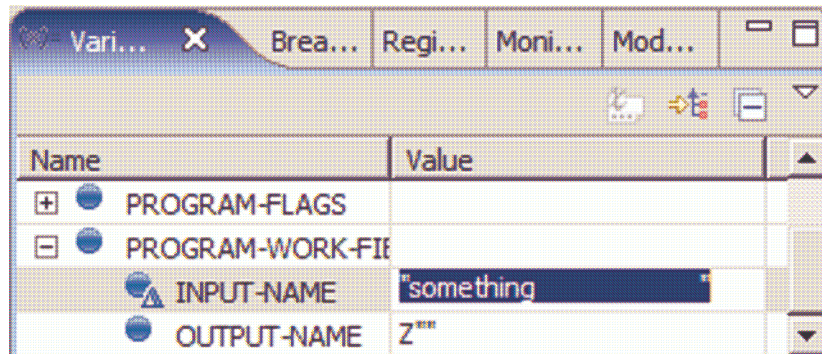 Vari... Brea... Regi... Moni... Mod...
Name Value
PROGRAM-FLAGS
PROGRAM-WORK-FIE
INPUT-NAME "something "
OUTPUT-NAME Z""